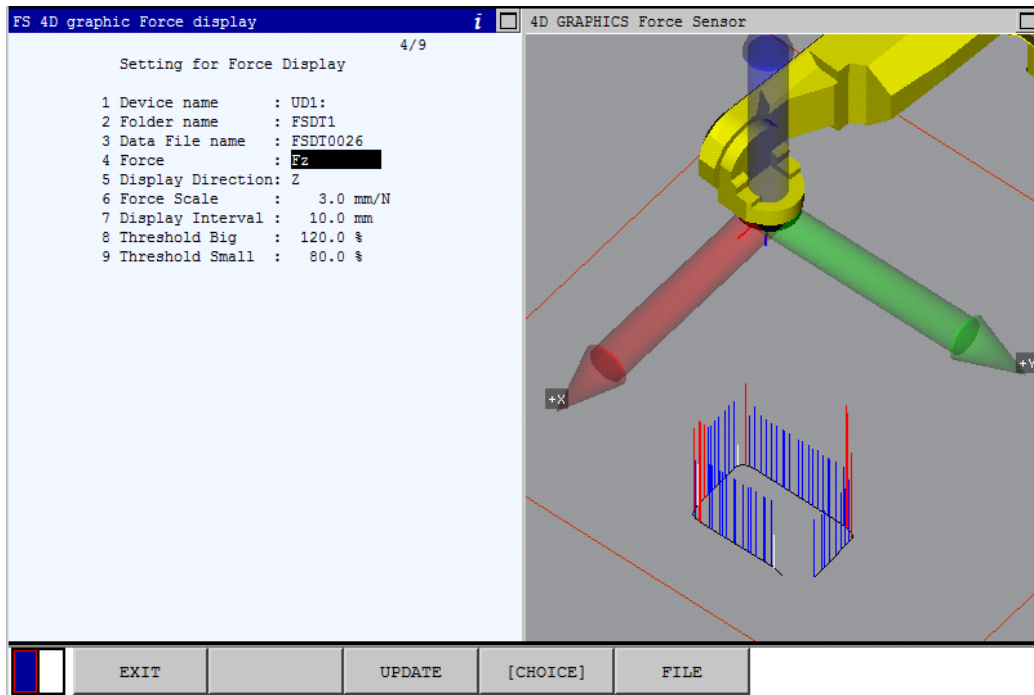 FS 4D graphic Force display i
4/9
Setting for Force Display
1 Device name : UD1:
2 Folder name : FSDT1
3 Data File name : FSDT0026
4 Force : Fz
5 Display Direction: Z
6 Force Scale : 3.0 mm/N
7 Display Interval : 10.0 mm
8 Threshold Big : 120.0 %
9 Threshold Small : 80.0 %
4D GRAPHICS Force Sensor
+X
+Y
EXIT
UPDATE
[CHOICE]
FILE